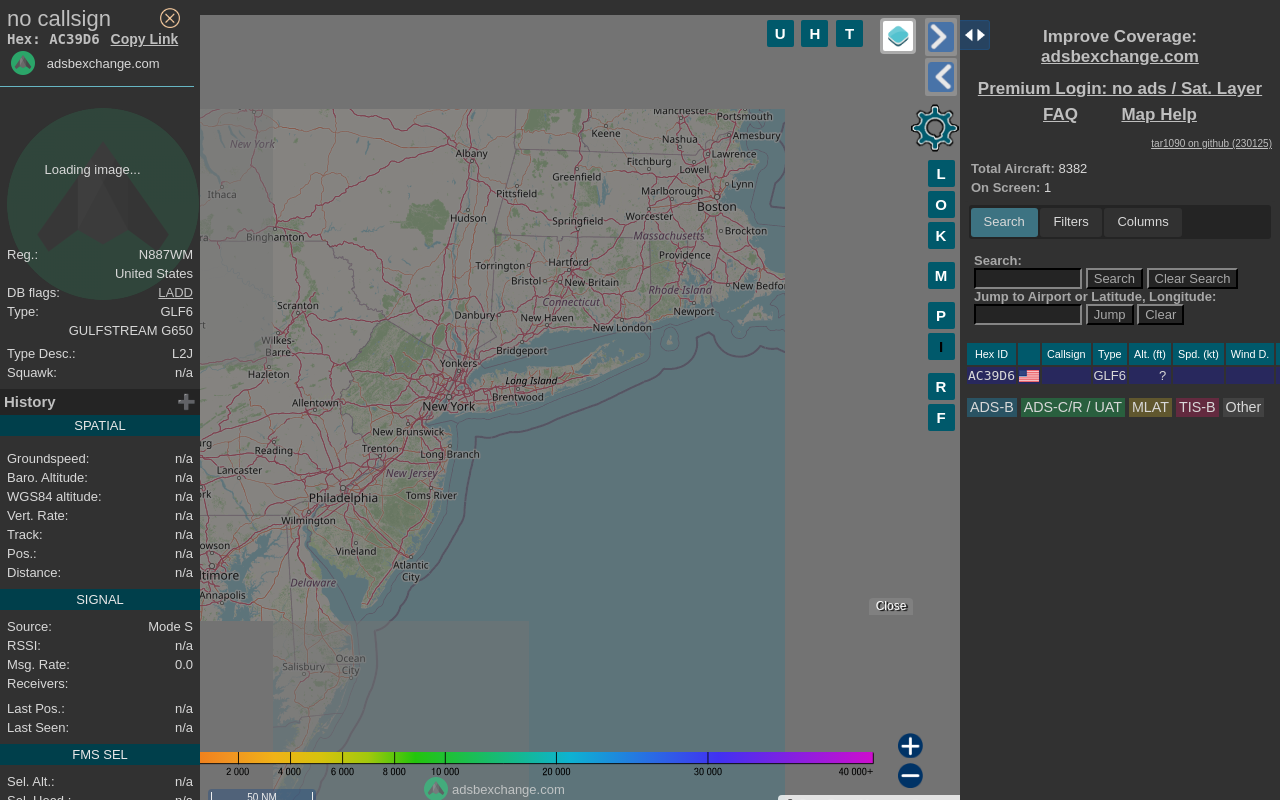 no callsign
Hex: AC39D6 Copy Link
adsbexchange.com
Loading image...
Reg.: N887WM
United States
DB flags: LADD
Type: GLF6
GULFSTREAM G650
Type Desc.: L2J
Squawk: n/a
History
SPATIAL
Groundspeed: n/a
Baro. Altitude: n/a
WGS84 altitude: n/a
Vert. Rate: n/a
Track: n/a
Pos.: n/a
Distance: n/a
SIGNAL
Source: Mode S
RSSI: n/a
Msg. Rate: 0.0
Receivers:
Last Pos.: n/a
Last Seen: n/a
FMS SEL
Sel. Alt.: n/a
U H T
Manchester
Portsmouth
Keene
Nashua
Amesbury
New York
Albany
Fitchburg
Lawrence
Lowell
Greenfield
Ithaca
Pittsfield
Marlborough
Lynn
Hudson
Springfield
Worcester
Boston
Binghamton
Massachusetts
Brockton
Torrington
Hartford
Providence
Bristol
New Britain
Rhode Island
New Bedfor
Scranton
Connecticut
Danbury
New Haven
Newport
New London
Wilkes-
Barre
Bridgeport
Yonkers
Hazleton
Long Island
Allentown
New York
Brentwood
New Brunswick
Reading
Trenton
Long Branch
Lancaster
New Jersey
Philadelphia
Toms River
Wilmington
Vineland
Atlantic
City
Delaware
ltimore
Annapolis
Salisbury
Ocean
City
L
O
K
M
P
I
R
F
Close
2 000 4 000 6 000 8 000 10 000 20 000 30 000 40 000+
adsbexchange.com
50 NM
Improve Coverage:
adsbexchange.com
Premium Login: no ads / Sat. Layer
FAQ Map Help
tar1090 on github (230125)
Total Aircraft: 8382
On Screen: 1
Search Filters Columns
Search:
Search Clear Search
Jump to Airport or Latitude, Longitude:
Jump Clear
Hex ID Callsign Type Alt. (ft) Spd. (kt) Wind D.
AC39D6 GLF6 ?
ADS-B ADS-C/R / UAT MLAT TIS-B Other